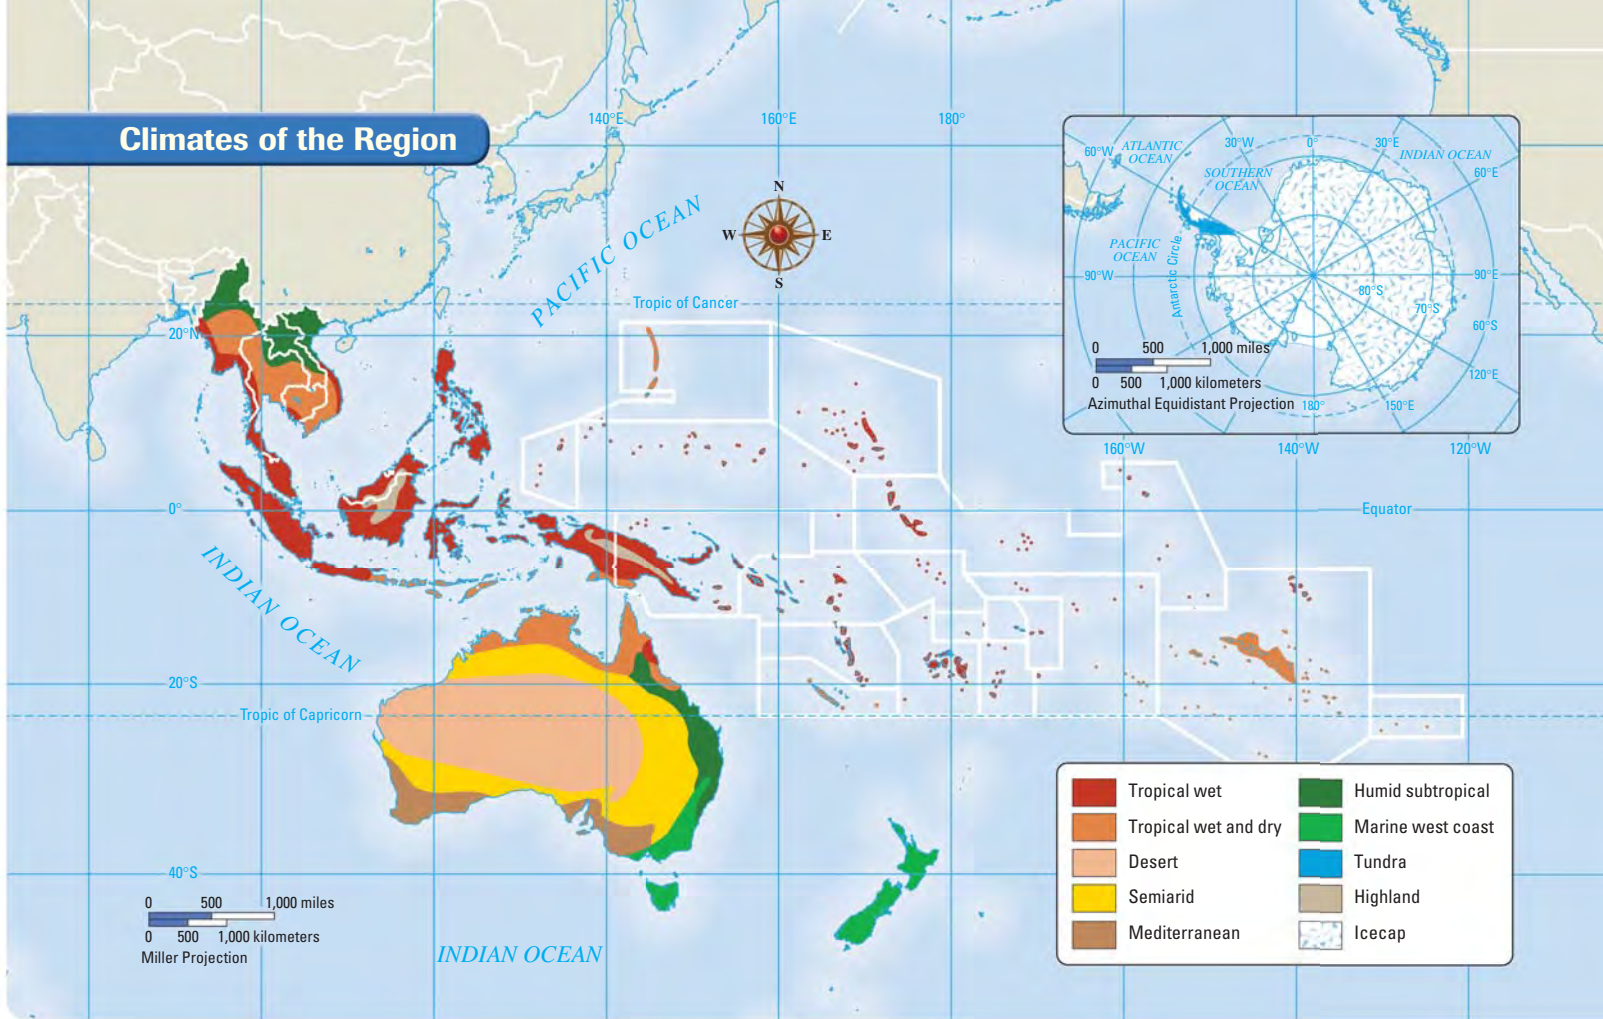 Climates of the Region
140°E
160°E
180°
N
W
E
S
PACIFIC OCEAN
Tropic of Cancer
20°N
0°
Equator
INDIAN OCEAN
20°S
Tropic of Capricorn
40°S
160°W
140°W
120°W
0 500 1,000 miles
0 500 1,000 kilometers
Miller Projection
INDIAN OCEAN
60°W
ATLANTIC
OCEAN
30°W
0°
30°E
INDIAN OCEAN
60°E
SOUTHERN
OCEAN
PACIFIC
OCEAN
Antarctic Circle
90°W
90°E
80°S
70°S
60°S
120°E
150°E
180°
0 500 1,000 miles
0 500 1,000 kilometers
Azimuthal Equidistant Projection
Tropical wet
Tropical wet and dry
Desert
Semiarid
Mediterranean
Humid subtropical
Marine west coast
Tundra
Highland
Icecap